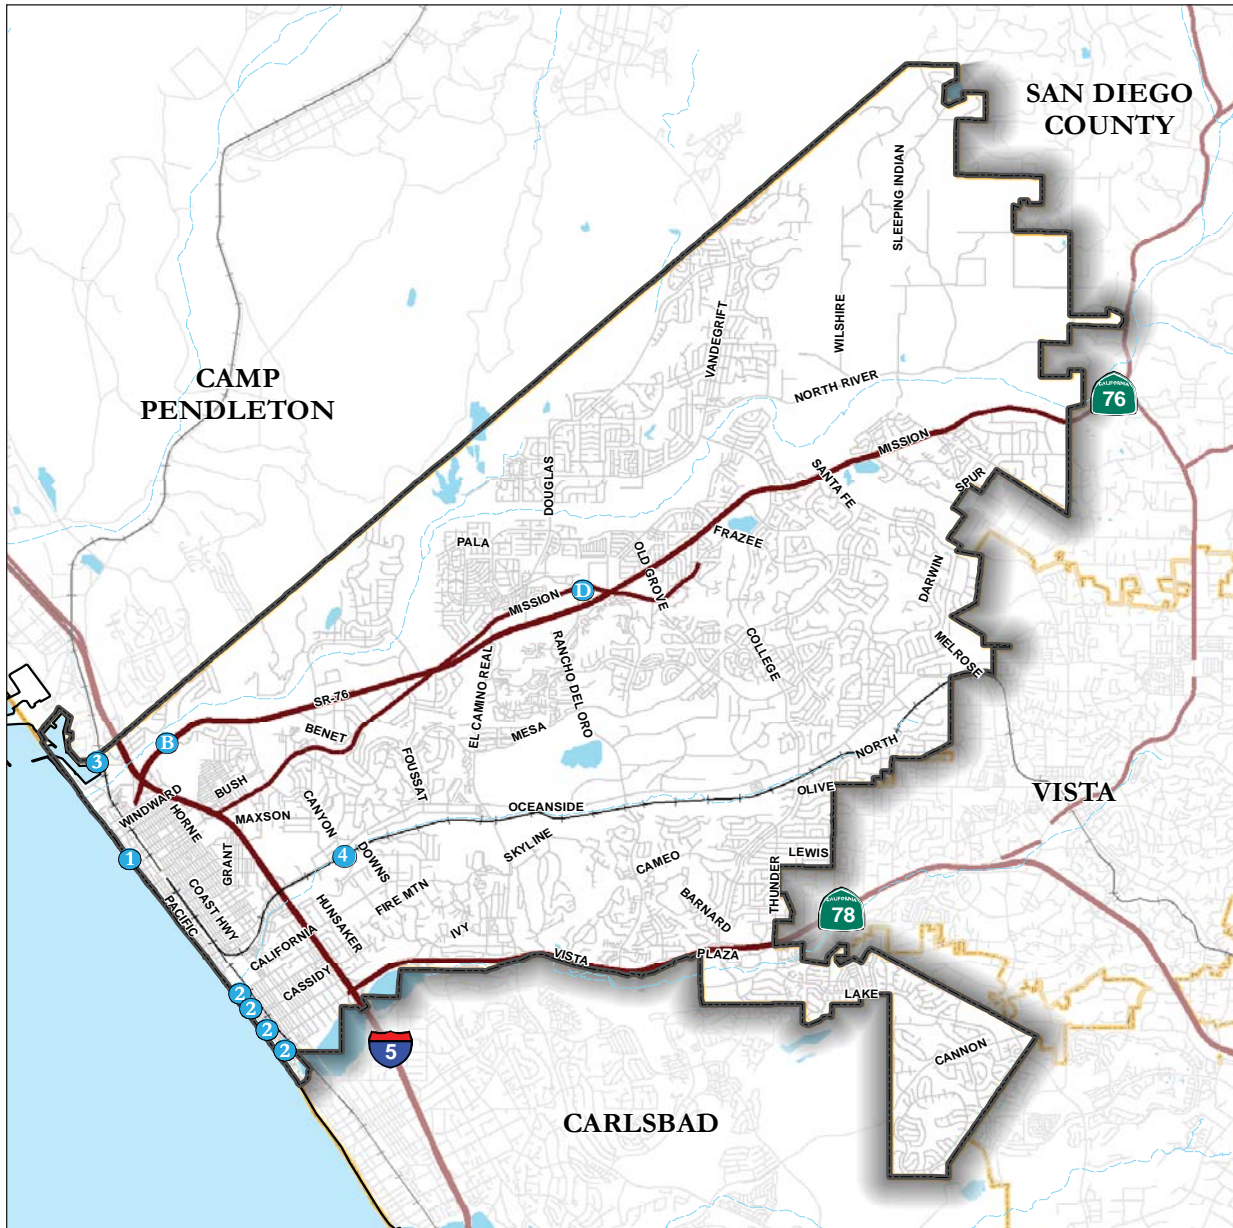 SAN DIEGO
COUNTY
SLEEPING INDIAN
WILSHIRE
VANDEGRIFT
CAMP
PENDLETON
NORTH RIVER
CALIFORNIA
76
MISSION
SANTA FE
SPUR
DOUGLAS
PALA
FRAZEE
OLD GROVE
DARWIN
MISSION
D
COLLEGE
MELROSE
RANCHO DEL ORO
EL CAMINO REAL
SR-76
MESA
BENET
B
NORTH
3
FOUSSAT
BUSH
OLIVE
VISTA
WINDWARD
CANYON
OCEANSIDE
HORNE
MAXSON
SKYLINE
1
GRANT
4
DOWNS
CAMEO
LEWIS
THUNDER
FIRE MTN
COAST HWY
PACIFIC
HUNSAKER
BARNARD
CALIFORNIA
78
IVY
CALIFORNIA
VISTA
PLAZA
CASSIDY
LAKE
2
2
2
2
5
CANNON
CARLSBAD